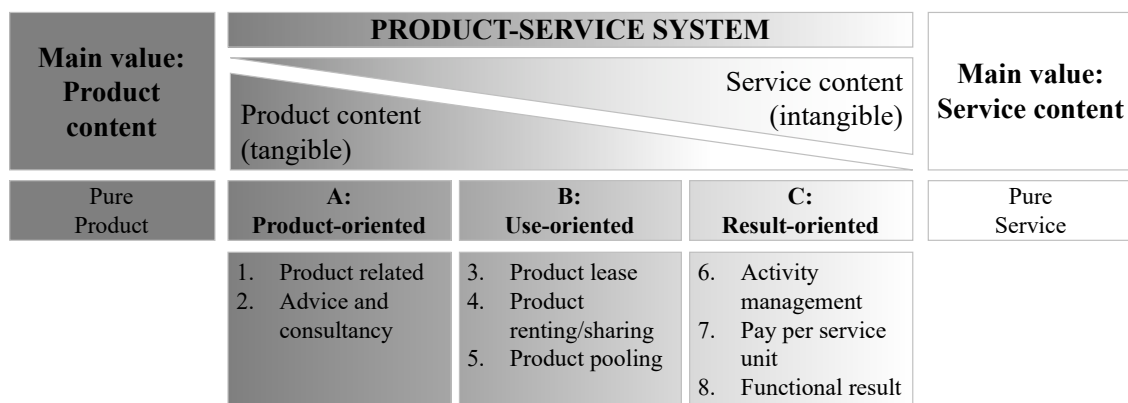 PRODUCT-SERVICE SYSTEM
Main value:
Product
content
Product content
(tangible)
Service content
(intangible)
Main value:
Service content
Pure
Product
A:
Product-oriented
B:
Use-oriented
C:
Result-oriented
Pure
Service
1. Product related
2. Advice and
consultancy
3. Product lease
4. Product
renting/sharing
5. Product pooling
6. Activity
management
7. Pay per service
unit
8. Functional result